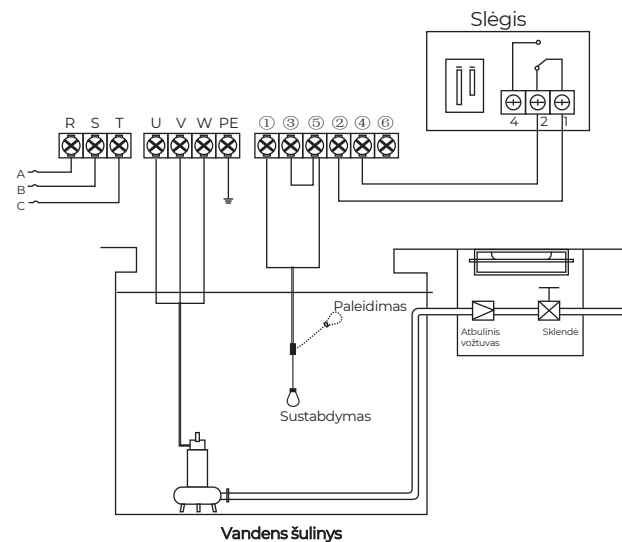 Slėgis
4 2 1
R S T U V W PE ① ③ ⑤ ② ④ ⑥
A
B
C
Paleidimas
Sustabdymas
Atbulinis
vožtuvas
Sklendė
Vandens šulinys